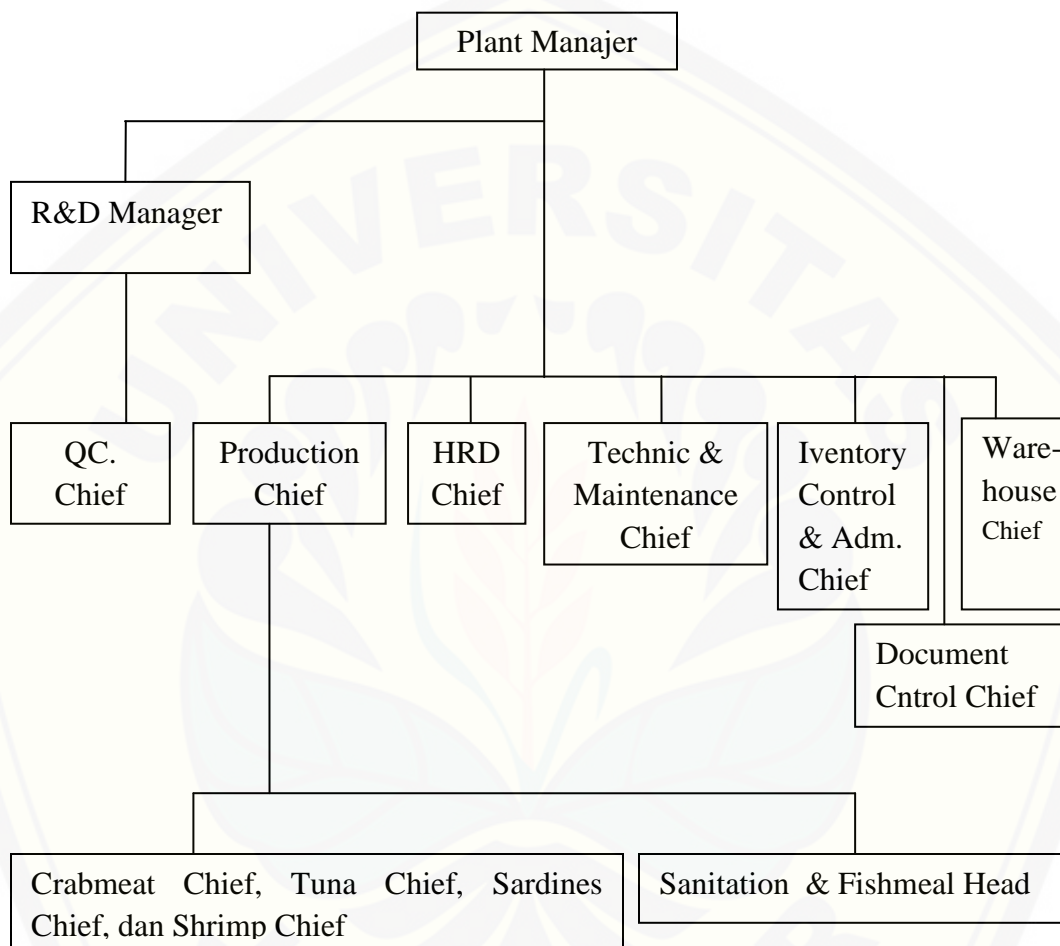 Plant Manajer
UNIVERSITAS
R&D Manager
QC.
Chief
Production
Chief
HRD
Chief
Technic &
Maintenance
Chief
Iventory
Control
& Adm.
Chief
Ware-
house
Chief
Document
Cntrol Chief
Crabmeat Chief, Tuna Chief, Sardines
Chief, dan Shrimp Chief
Sanitation & Fishmeal Head